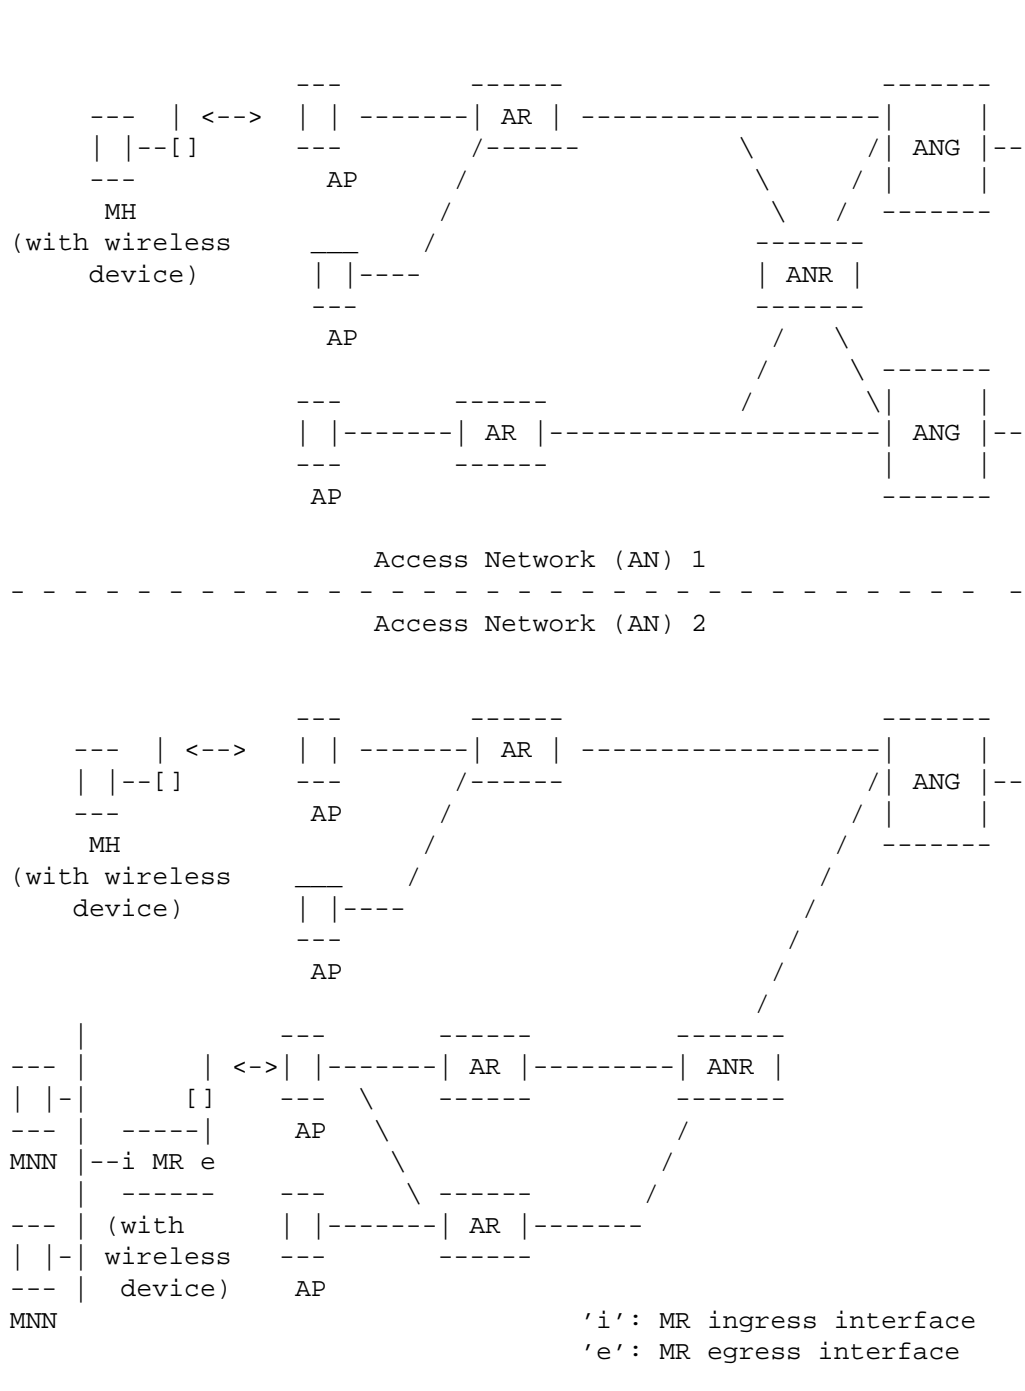 --- ------ -------
--- | <--> | | -------| AR | -------------------| |
| |--[] --- /------ \ /| ANG |--
--- AP / \ / | |
MH / \ / -------
(with wireless ___ / -------
device) | |---- | ANR |
--- -------
AP / \
/ \ -------
--- ------ / \| |
| |-------| AR |---------------------| ANG |--
--- ------ | |
AP -------
Access Network (AN) 1
- - - - - - - - - - - - - - - - - - - - - - - - - - - - - - - -
Access Network (AN) 2
--- ------ -------
--- | <--> | | -------| AR | -------------------| |
| |--[] --- /------ /| ANG |--
--- AP / / | |
MH / / -------
(with wireless ___ / /
device) | |---- /
--- /
AP /
/
| --- ------ -------
--- | | <->| |-------| AR |---------| ANR |
| |-| [] --- \ ------ -------
--- | -----| AP \ /
MNN |--i MR e \ /
| ------ --- \ ------ /
--- | (with | |-------| AR |-------
| |-| wireless --- ------
--- | device) AP
MNN 'i': MR ingress interface
'e': MR egress interface